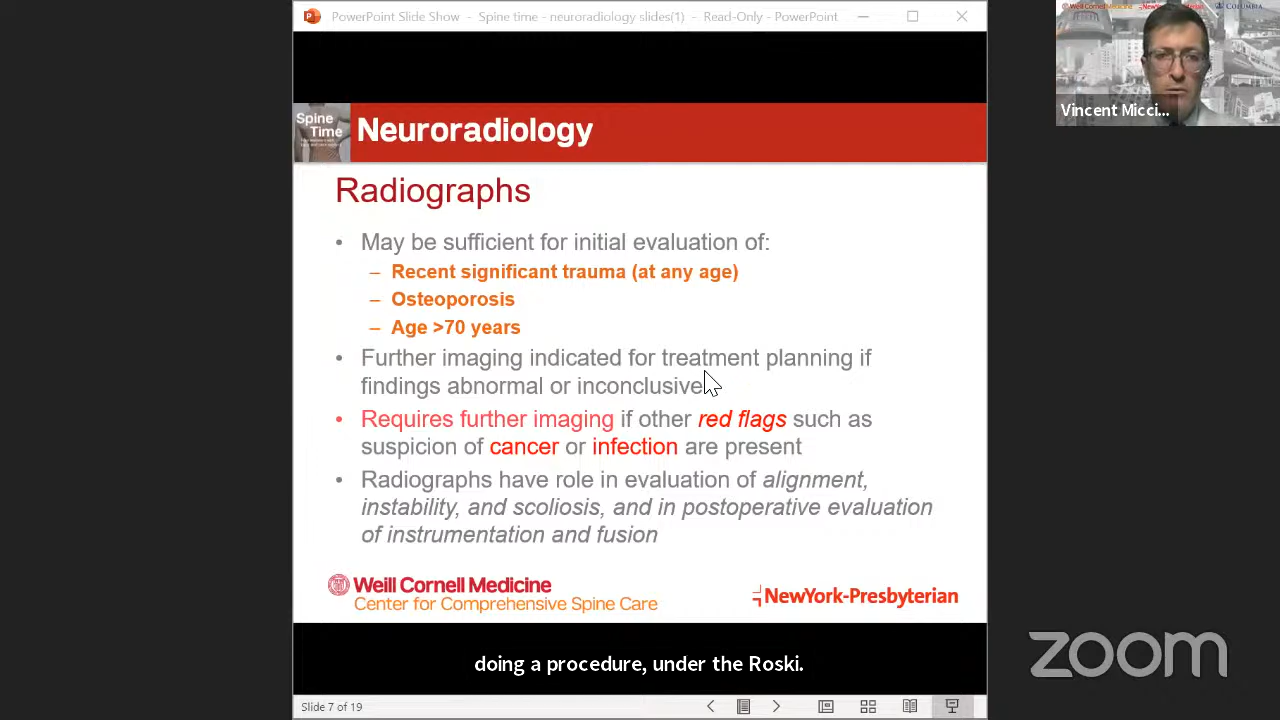 PowerPoint Slide Show - Spine time - neuroradiology slides(1) - Read-Only - PowerPoint
Weill Cornell Medicine
COLUMBIA
Vincent Micci...
Spine
Time
Neuroradiology
Radiographs
• May be sufficient for initial evaluation of:
– Recent significant trauma (at any age)
– Osteoporosis
– Age >70 years
• Further imaging indicated for treatment planning if
findings abnormal or inconclusive
• Requires further imaging if other red flags such as
suspicion of cancer or infection are present
• Radiographs have role in evaluation of alignment,
instability, and scoliosis, and in postoperative evaluation
of instrumentation and fusion
Weill Cornell Medicine
Center for Comprehensive Spine Care
NewYork-Presbyterian
doing a procedure, under the Roski.
zoom
Slide 7 of 19